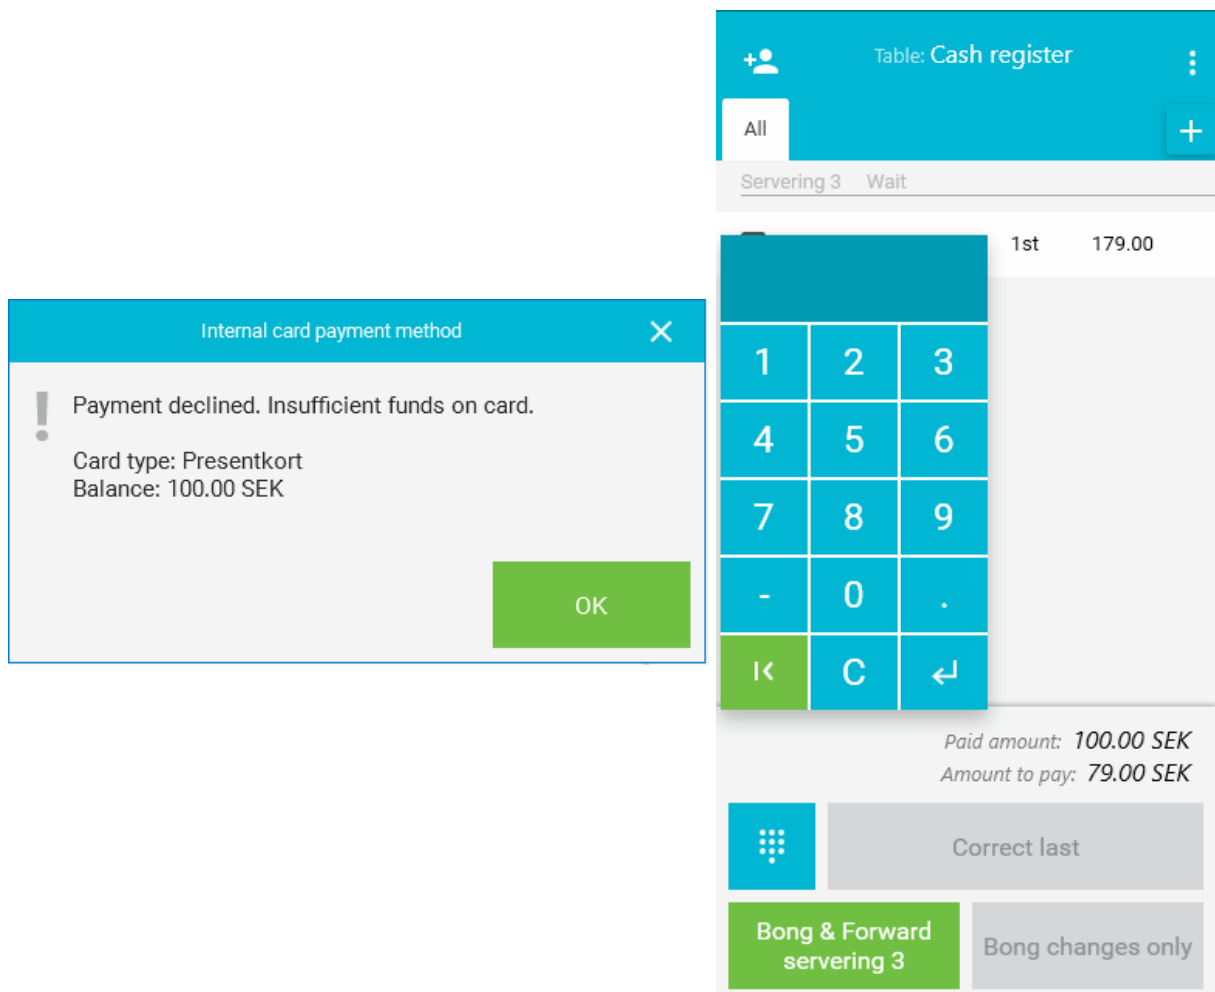 Internal card payment method
Payment declined. Insufficient funds on card.
Card type: Presentkort
Balance: 100.00 SEK
OK
Table: Cash register
All
+
Servering 3 Wait
1st 179.00
1 2 3
4 5 6
7 8 9
- 0 .
C
Paid amount: 100.00 SEK
Amount to pay: 79.00 SEK
Correct last
Bong & Forward
servering 3
Bong changes only